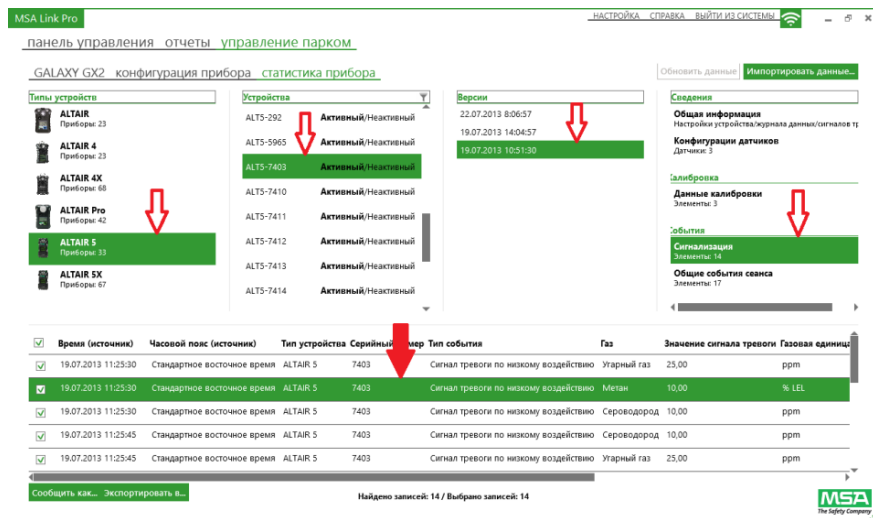 MSA Link Pro
НАСТРОЙКА СПРАВКА ВЫЙТИ ИЗ СИСТЕМЫ
панель управления отчеты управление парком
GALAXY GX2 конфигурация прибора статистика прибора
Обновить данные Импортировать данные...
Типы устройств
ALTAIR
Приборы: 23
ALTAIR 4
Приборы: 23
ALTAIR 4X
Приборы: 68
ALTAIR Pro
Приборы: 42
ALTAIR 5
Приборы: 33
ALTAIR 5X
Приборы: 67
Устройства
ALT5-292 Активный/Неактивный
ALT5-5965 Активный/Неактивный
ALT5-7403 Активный/Неактивный
ALT5-7410 Активный/Неактивный
ALT5-7411 Активный/Неактивный
ALT5-7412 Активный/Неактивный
ALT5-7413 Активный/Неактивный
ALT5-7414 Активный/Неактивный
Версии
22.07.2013 8:06:57
19.07.2013 14:04:57
19.07.2013 10:51:30
Сведения
Общая информация
Настройки устройства/журнала данных/сигналов тр
Конфигурации датчиков
Датчики: 3
Калибровка
Данные калибровки
Элементы: 3
События
Сигнализация
Элементы: 14
Общие события сеанса
Элементы: 17
Время (источник) Часовой пояс (источник) Тип устройства Серийный мер Тип события Газ Значение сигнала тревоги Газовая единица
19.07.2013 11:25:30 Стандартное восточное время ALTAIR 5 7403 Сигнал тревоги по низкому воздействию Угарный газ 25,00 ppm
19.07.2013 11:25:30 Стандартное восточное время ALTAIR 5 7403 Сигнал тревоги по низкому воздействию Метан 10,00 % LEL
19.07.2013 11:25:30 Стандартное восточное время ALTAIR 5 7403 Сигнал тревоги по низкому воздействию Сероводород 10,00 ppm
19.07.2013 11:25:45 Стандартное восточное время ALTAIR 5 7403 Сигнал тревоги по низкому воздействию Сероводород 10,00 ppm
19.07.2013 11:25:45 Стандартное восточное время ALTAIR 5 7403 Сигнал тревоги по низкому воздействию Угарный газ 25,00 ppm
Сообщить как... Экспортировать в...
Найдено записей: 14 / Выбрано записей: 14
MSA
The Safety Company